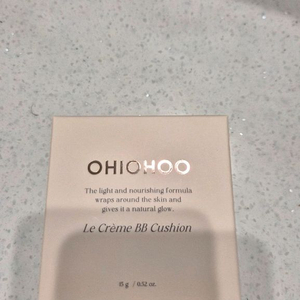 OHIOHOO
The light and nourishing formula
wraps around the skin and
gives it a natural glow.
Le Crème BB Cushion
15 g / 0.52 oz.